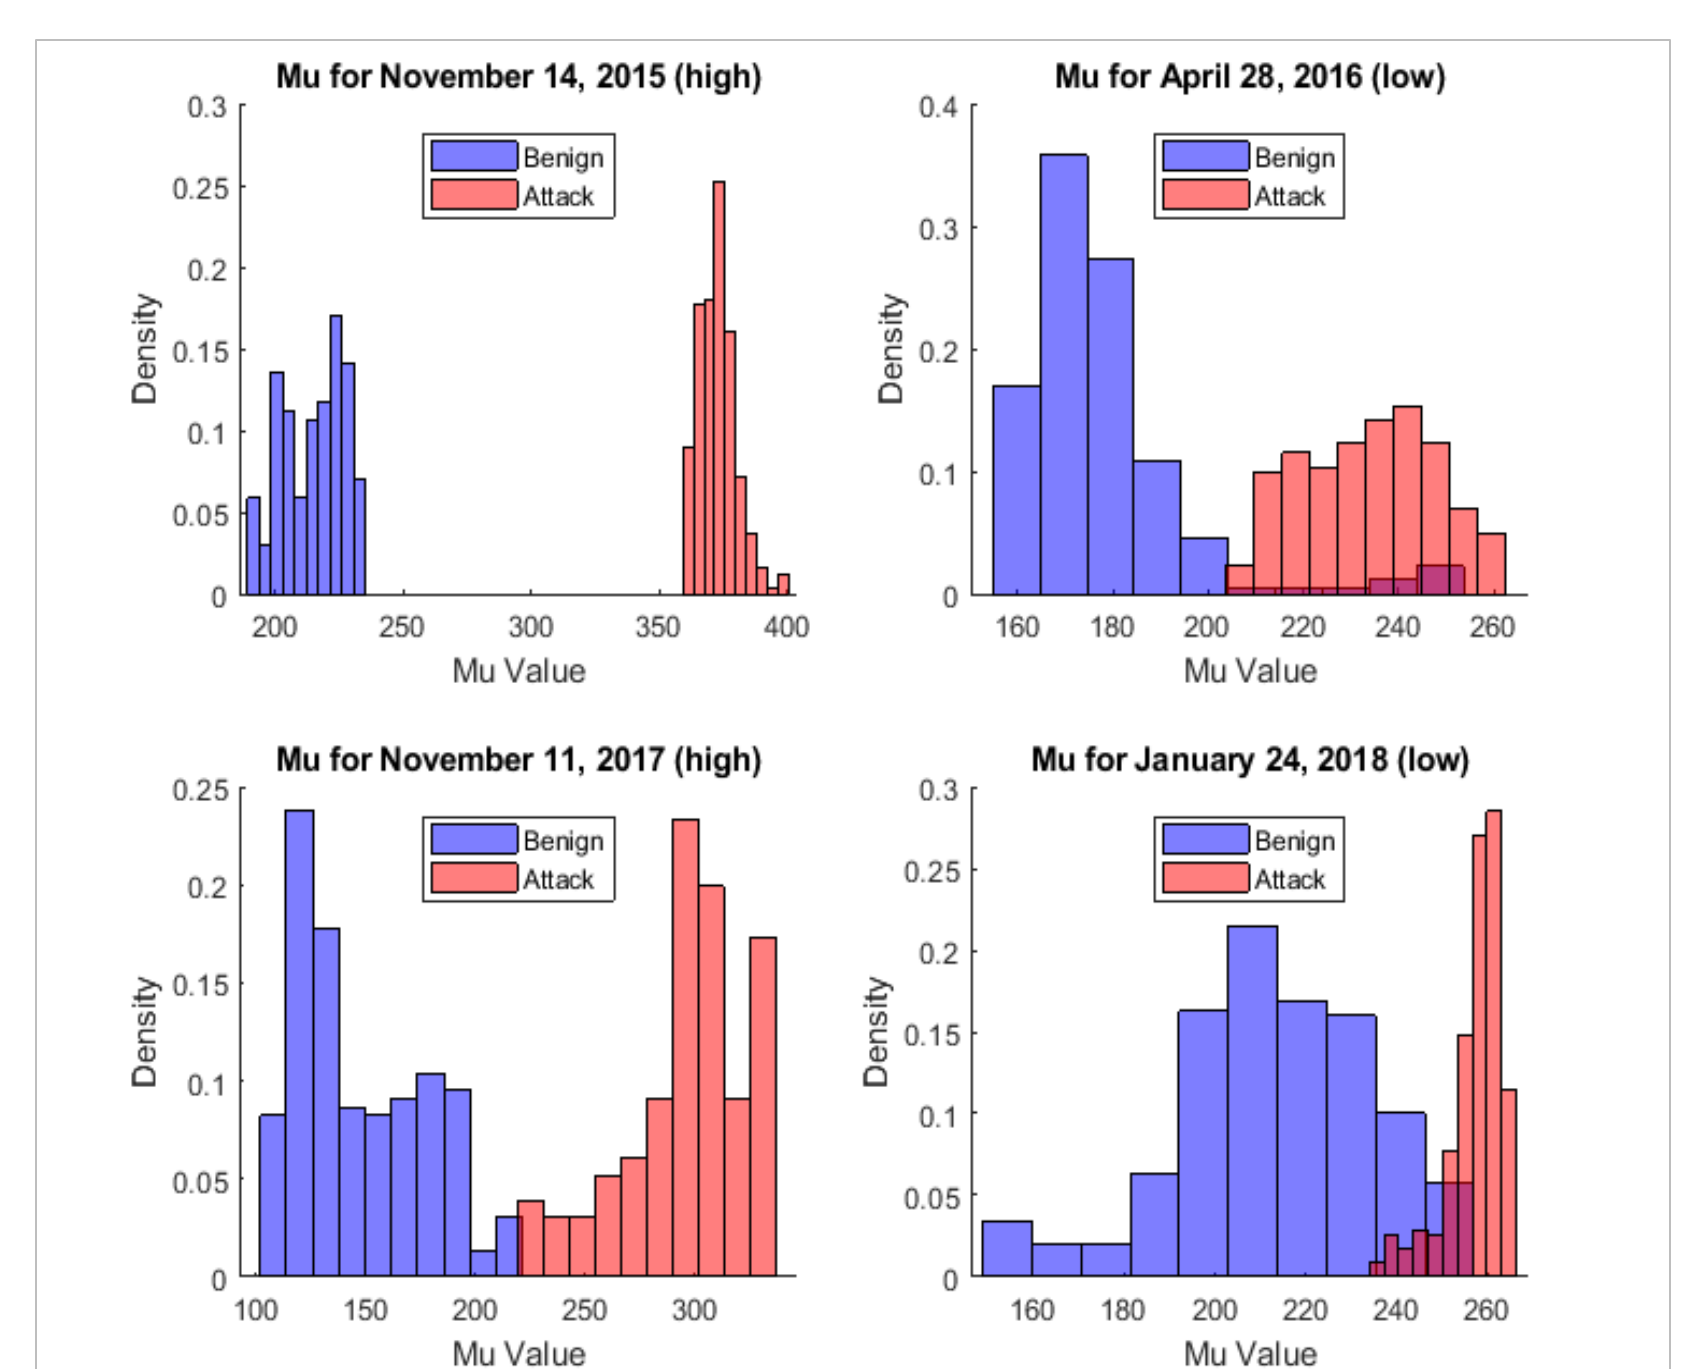 Mu for November 14, 2015 (high)
0.3
0.25
0.2
0.15
0.1
0.05
0
Density
Benign
Attack
200 250 300 350 400
Mu Value
Mu for April 28, 2016 (low)
0.4
0.3
0.2
0.1
0
Density
Benign
Attack
160 180 200 220 240 260
Mu Value
Mu for November 11, 2017 (high)
0.25
0.2
0.15
0.1
0.05
0
Density
Benign
Attack
100 150 200 250 300
Mu Value
Mu for January 24, 2018 (low)
0.3
0.25
0.2
0.15
0.1
0.05
0
Density
Benign
Attack
160 180 200 220 240 260
Mu Value